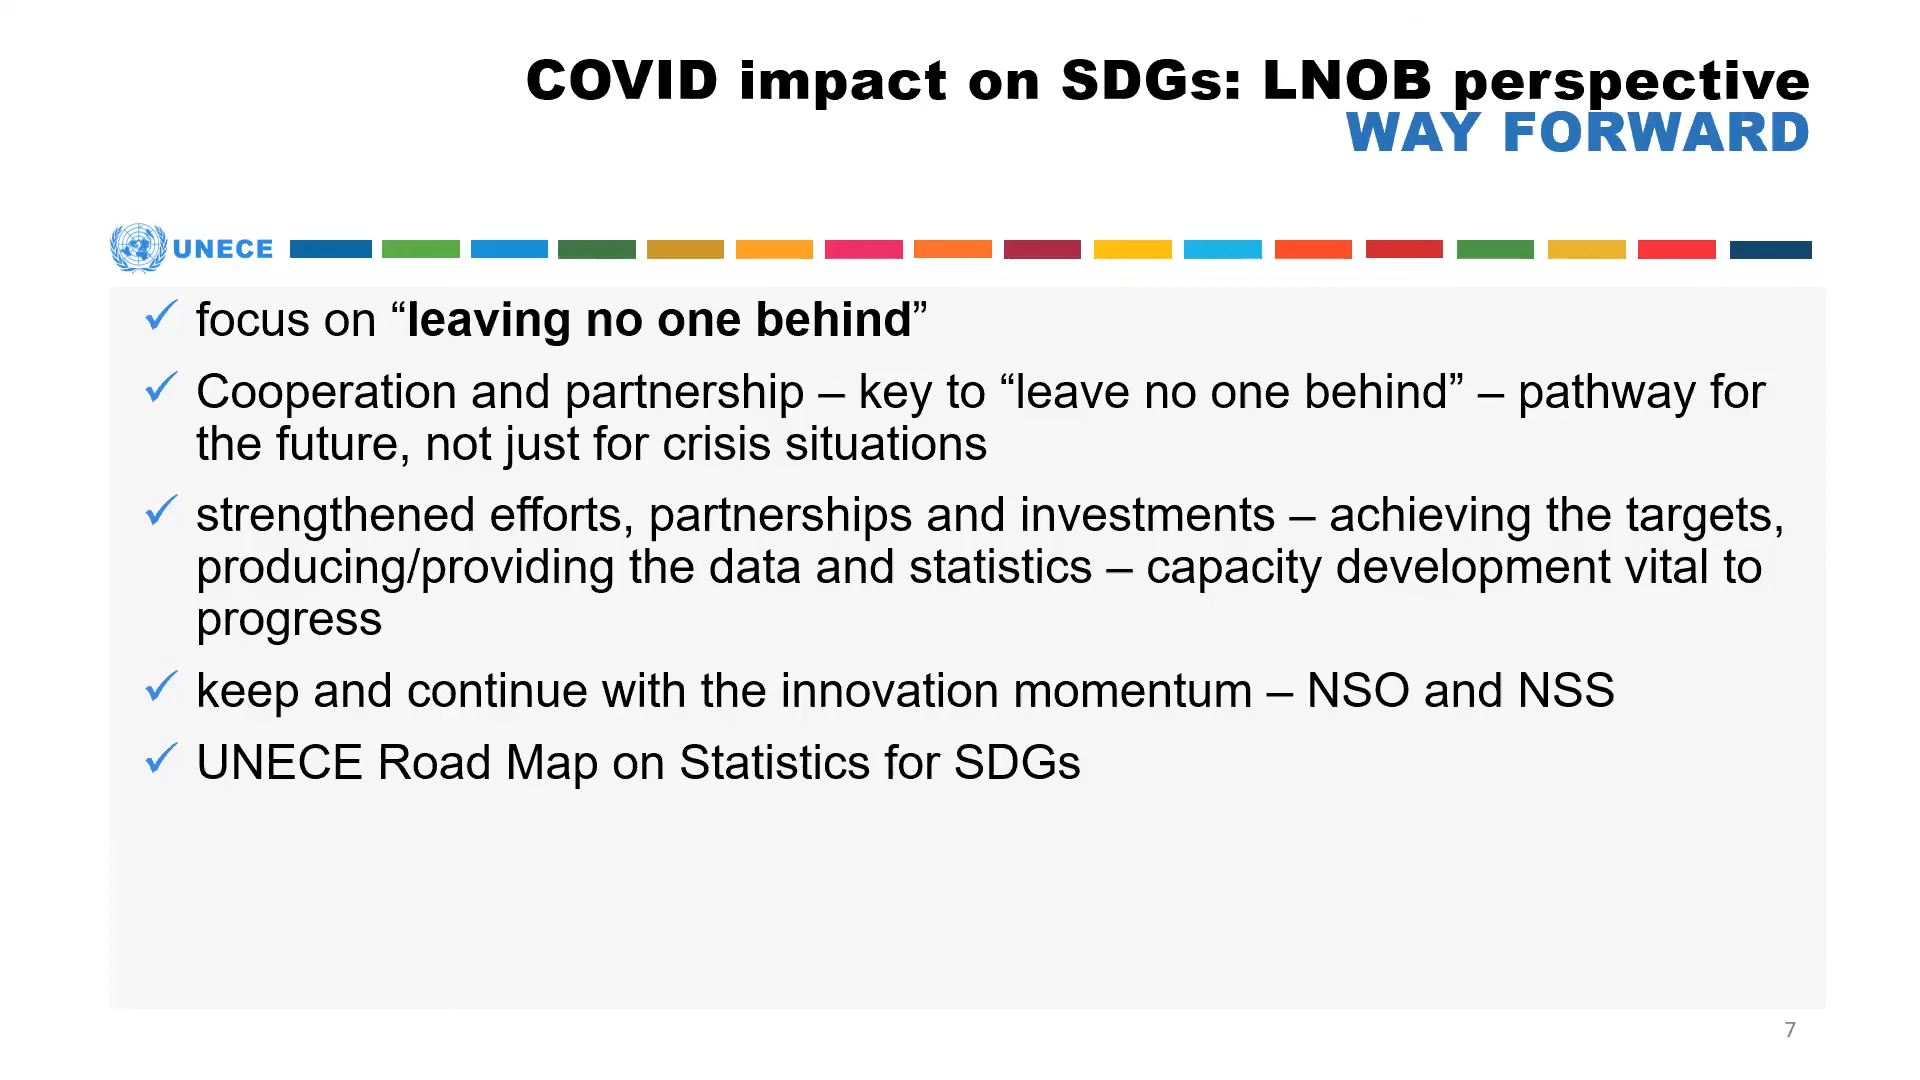 COVID impact on SDGs: LNOB perspective
WAY FORWARD
UNECE
focus on “leaving no one behind”
Cooperation and partnership – key to “leave no one behind” – pathway for
the future, not just for crisis situations
strengthened efforts, partnerships and investments – achieving the targets,
producing/providing the data and statistics – capacity development vital to
progress
keep and continue with the innovation momentum – NSO and NSS
UNECE Road Map on Statistics for SDGs
7